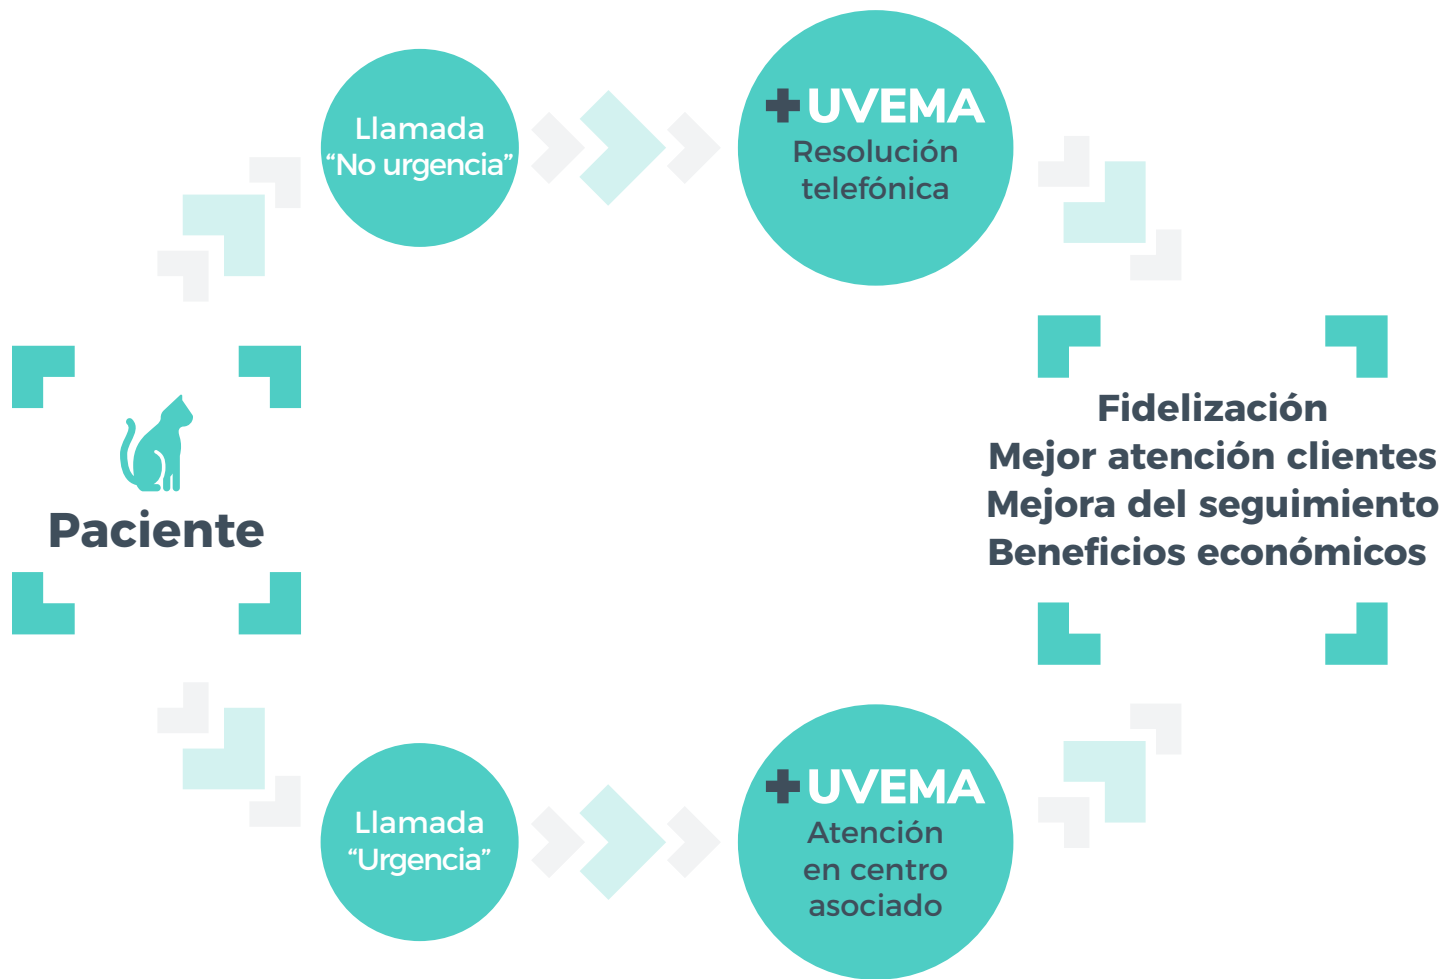 Llamada
“No urgencia”
UVEMA
Resolución
telefónica
Paciente
Fidelización
Mejor atención clientes
Mejora del seguimiento
Beneficios económicos
Llamada
“Urgencia”
UVEMA
Atención
en centro
asociado